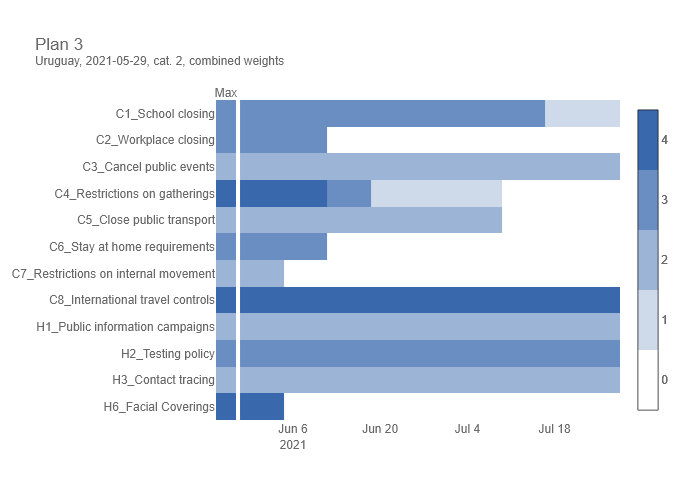 Plan 3
Uruguay, 2021-05-29, cat. 2, combined weights
Max
C1_School closing
C2_Workplace closing
C3_Cancel public events
C4_Restrictions on gatherings
C5_Close public transport
C6_Stay at home requirements
C7_Restrictions on internal movement
C8_International travel controls
H1_Public information campaigns
H2_Testing policy
H3_Contact tracing
H6_Facial Coverings
Jun 6 Jun 20 Jul 4 Jul 18
2021
4
3
2
1
0